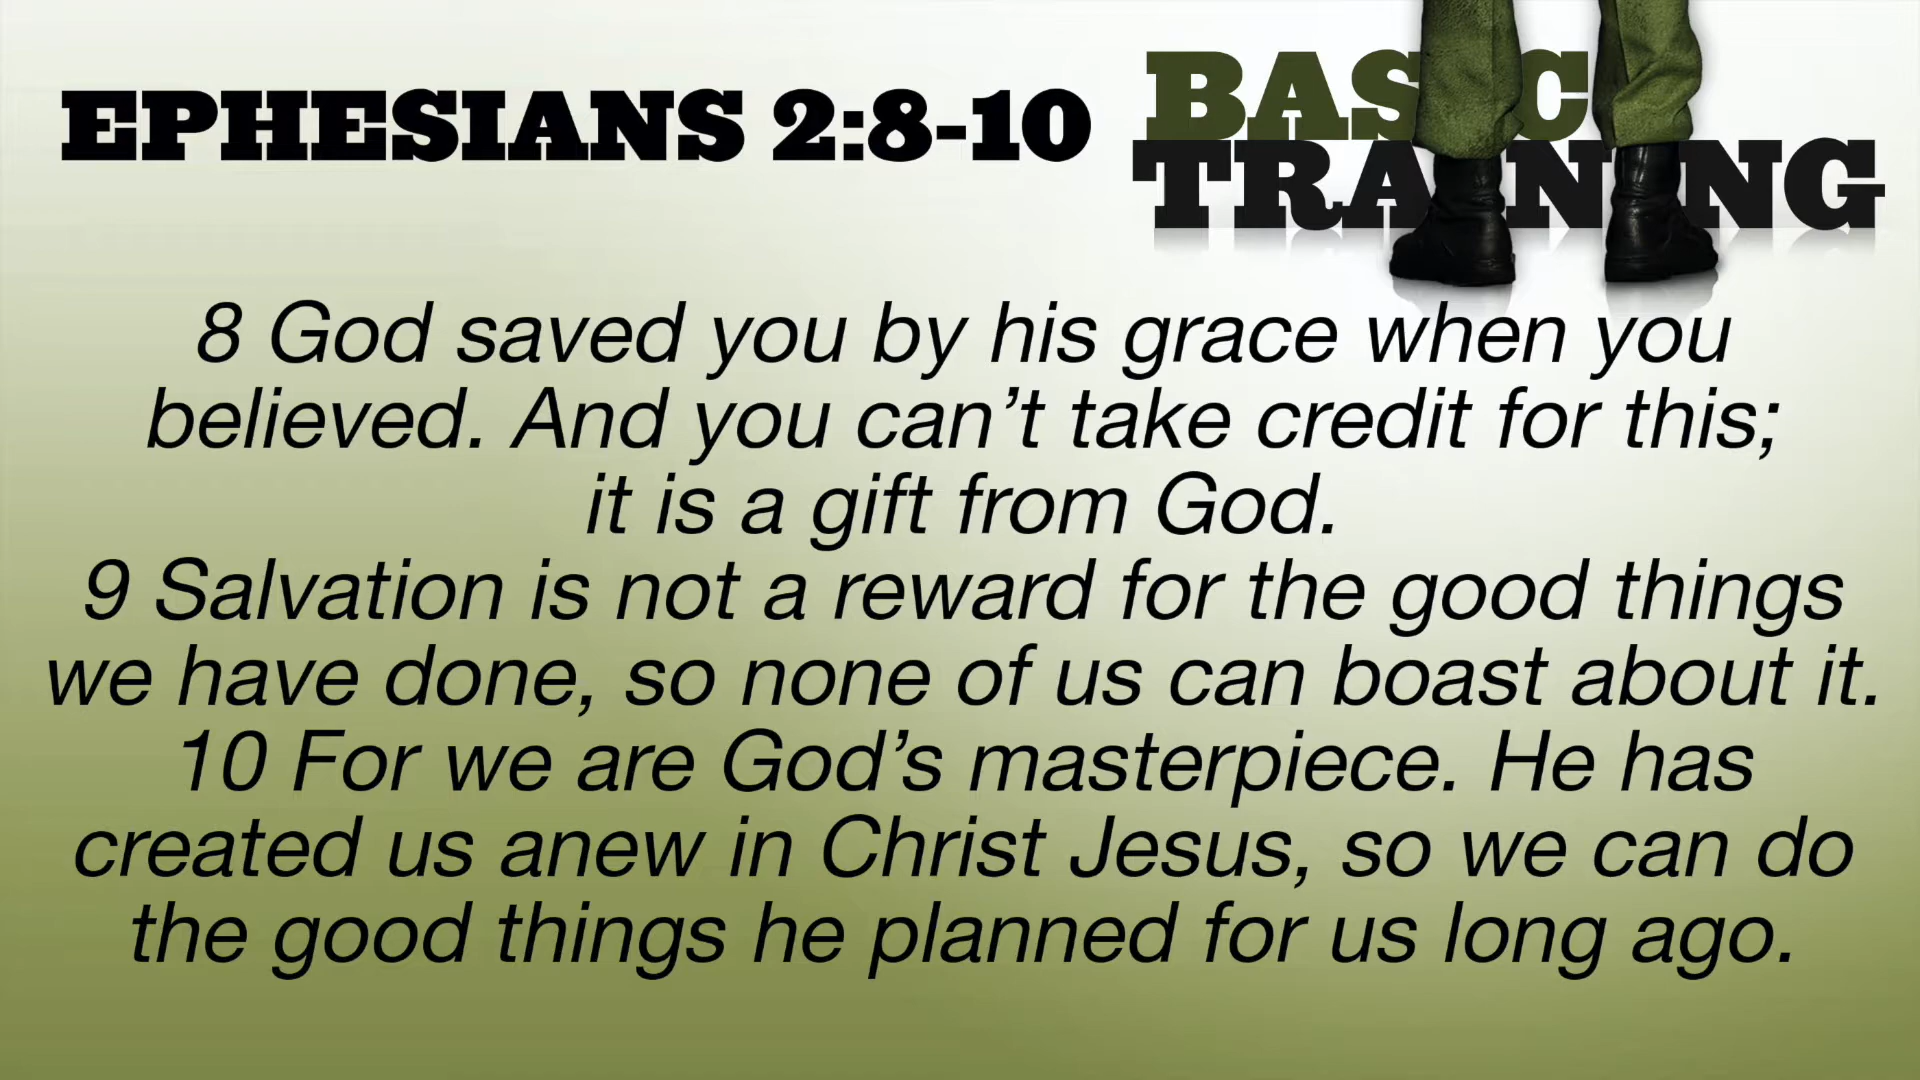 EPHESIANS 2:8-10
BASIC
TRAINING
8 God saved you by his grace when you
believed. And you can’t take credit for this;
it is a gift from God.
9 Salvation is not a reward for the good things
we have done, so none of us can boast about it.
10 For we are God’s masterpiece. He has
created us anew in Christ Jesus, so we can do
the good things he planned for us long ago.